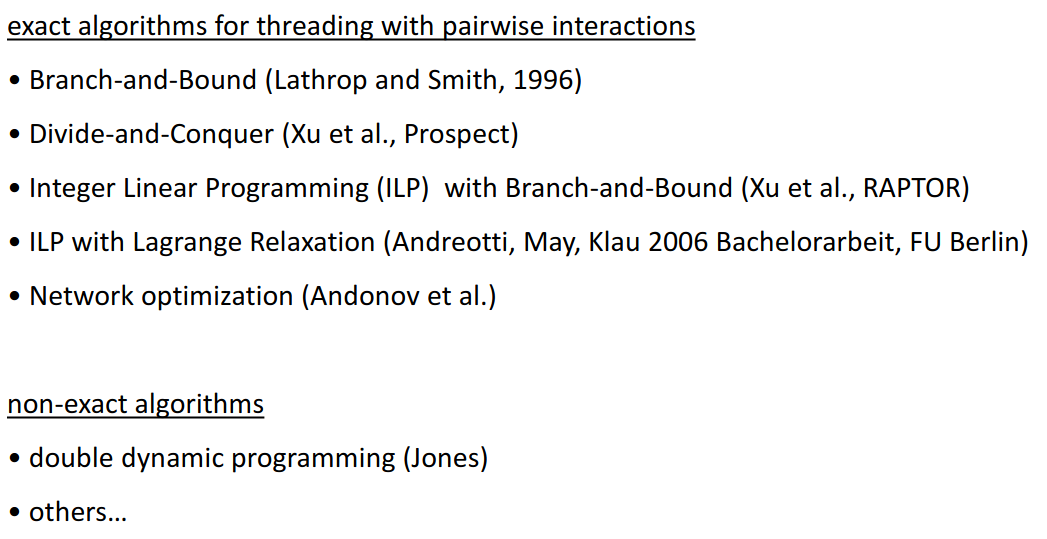 exact algorithms for threading with pairwise interactions
• Branch-and-Bound (Lathrop and Smith, 1996)
• Divide-and-Conquer (Xu et al., Prospect)
• Integer Linear Programming (ILP)  with Branch-and-Bound (Xu et al., RAPTOR)
• ILP with Lagrange Relaxation (Andreotti, May, Klau 2006 Bachelorarbeit, FU Berlin)
• Network optimization (Andonov et al.)
non-exact algorithms
• double dynamic programming (Jones)
• others…